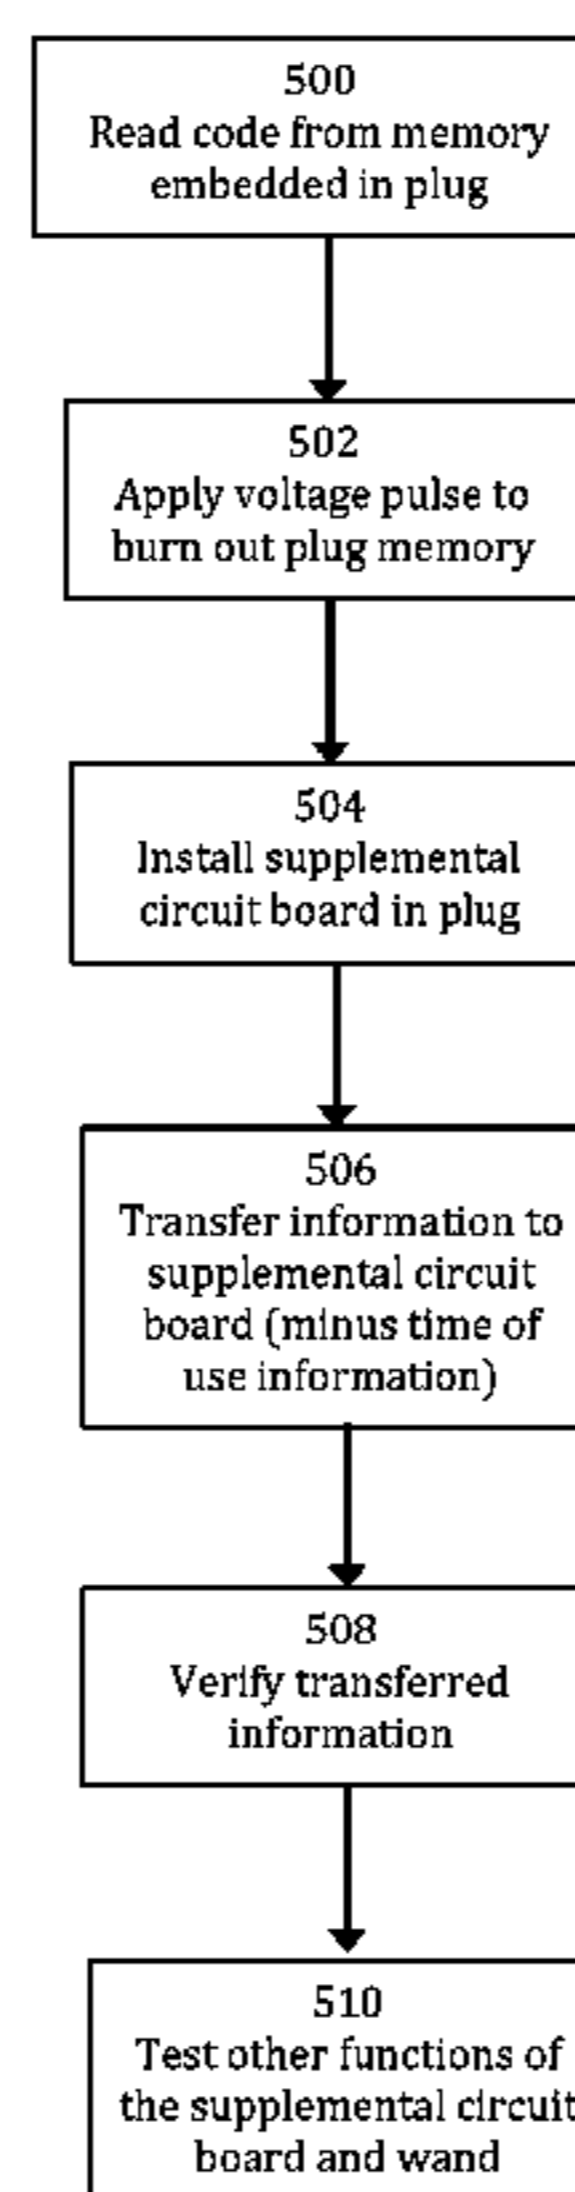 500
Read code from memory
embedded in plug
502
Apply voltage pulse to
burn out plug memory
504
Install supplemental
circuit board in plug
506
Transfer information to
supplemental circuit
board (minus time of
use information)
508
Verify transferred
information
510
Test other functions of
the supplemental circuit
board and wand